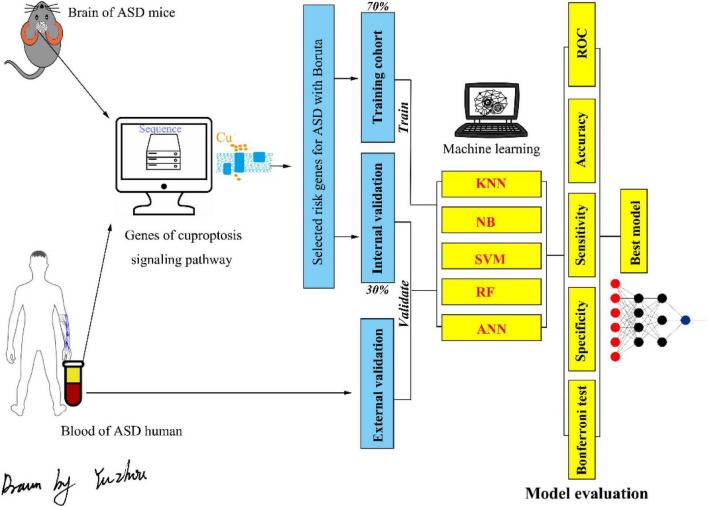 Brain of ASD mice
Sequence
Cu
Genes of cuproptosis
signaling pathway
Blood of ASD human
Selected risk genes for ASD with Boruta
70%
Training cohort
Internal validation
30%
External validation
Train
Validate
Machine learning
KNN
NB
SVM
RF
ANN
ROC
Accuracy
Sensitivity
Specificity
Bonferroni test
Best model
Model evaluation
Drawn by Yuzhou